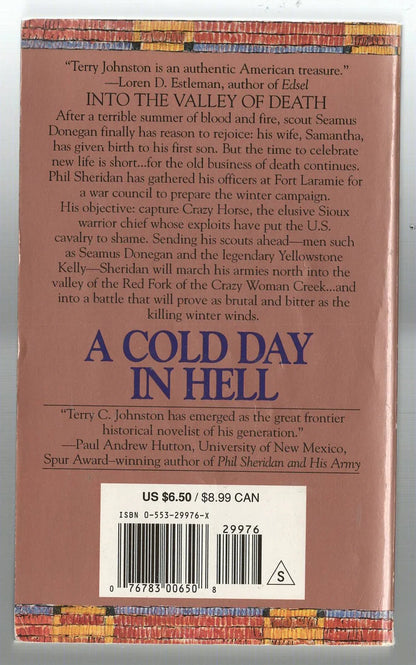 "Terry Johnston is an authentic American treasure."
—Loren D. Estleman, author of Edsel
INTO THE VALLEY OF DEATH
After a terrible summer of blood and fire, scout Seamus
Donegan finally has reason to rejoice: his wife, Samantha,
has given birth to his first son. But the time to celebrate
new life is short...for the old business of death continues.
Phil Sheridan has gathered his officers at Fort Laramie for
a war council to prepare the winter campaign.
His objective: capture Crazy Horse, the elusive Sioux
warrior chief whose exploits have put the U.S.
cavalry to shame. Sending his scouts ahead—men such
as Seamus Donegan and the legendary Yellowstone
Kelly—Sheridan will march his armies north into the
valley of the Red Fork of the Crazy Woman Creek...and
into a battle that will prove as brutal and bitter as the
killing winter winds.
A COLD DAY
IN HELL
"Terry C. Johnston has emerged as the great frontier
historical novelist of his generation."
—Paul Andrew Hutton, University of New Mexico,
Spur Award–winning author of Phil Sheridan and His Army
US $6.50 / $8.99 CAN
ISBN 0-553-29976-X
29976
0 76783 00650 8
S